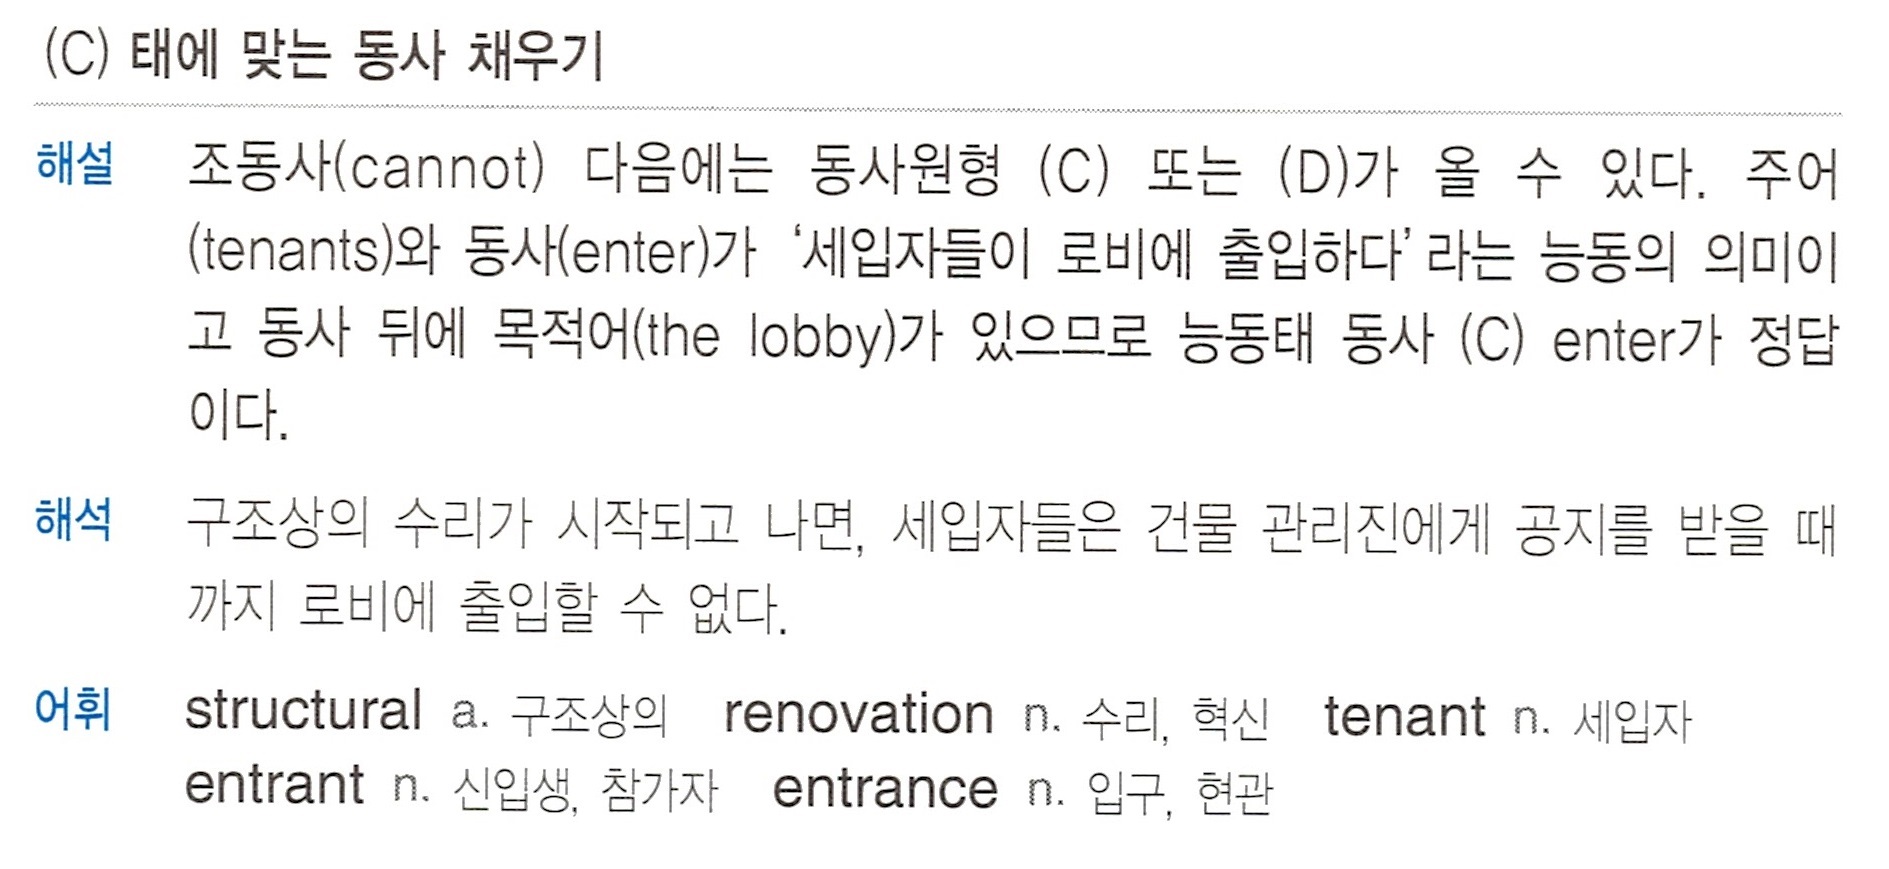 (C) 태에 맞는 동사 채우기
해설 조동사(cannot) 다음에는 동사원형 (C) 또는 (D)가 올 수 있다. 주어
(tenants)와 동사(enter)가 ‘세입자들이 로비에 출입하다’라는 능동의 의미이
고 동사 뒤에 목적어(the lobby)가 있으므로 능동태 동사 (C) enter가 정답
이다.
해석 구조상의 수리가 시작되고 나면, 세입자들은 건물 관리진에게 공지를 받을 때
까지 로비에 출입할 수 없다.
어휘 structural a. 구조상의 renovation n. 수리, 혁신 tenant n. 세입자
entrant n. 신입생, 참가자 entrance n. 입구, 현관